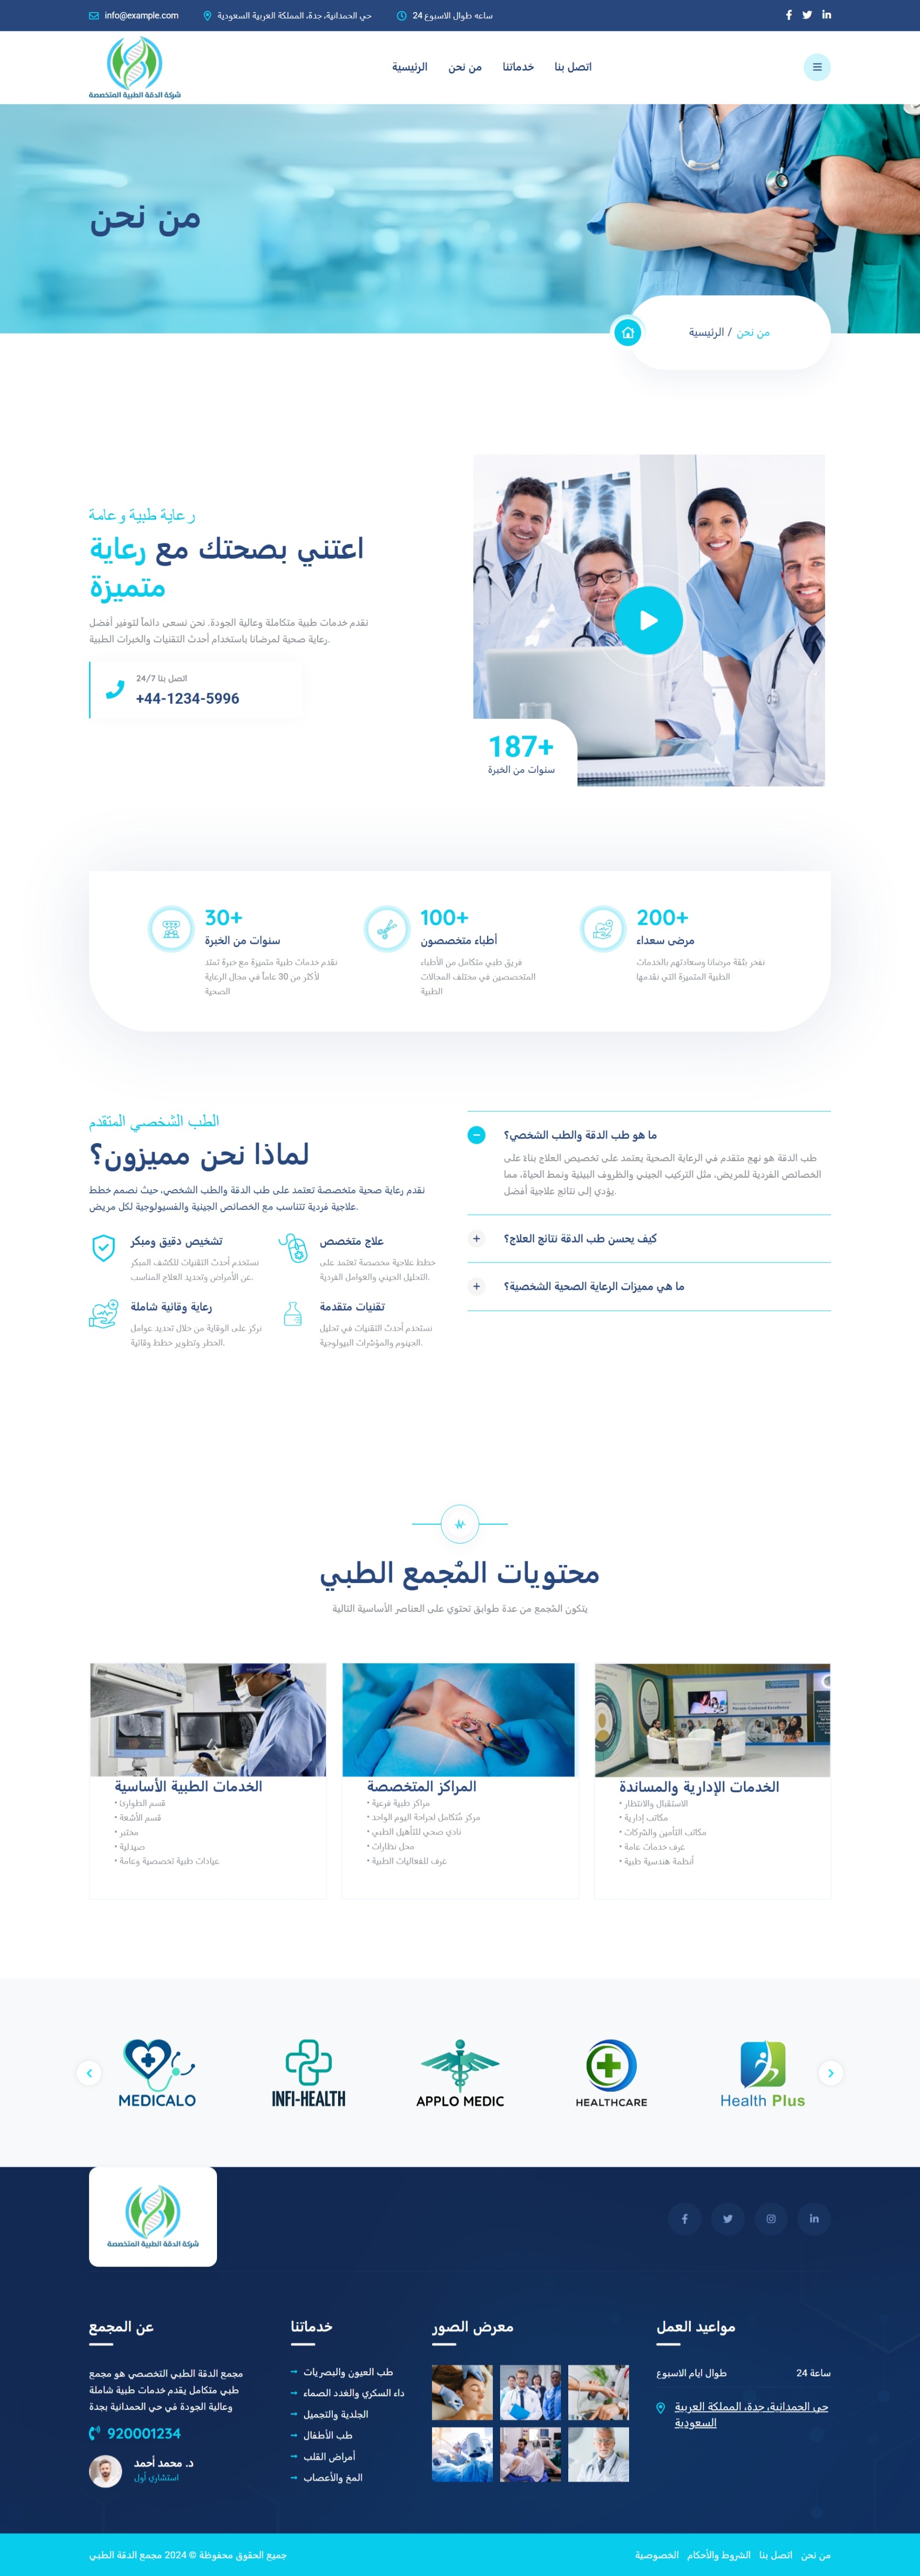 info@example.com
حي الحمدانية، جدة، المملكة العربية السعودية
ساعه طوال الاسبوع 24
شركة الدقة الطبية المتخصصة
الرئيسية
من نحن
خدماتنا
اتصل بنا
من نحن
الرئيسية / من نحن
رعاية طبية وعامة
اعتني بصحتك مع رعاية
متميزة
نقدم خدمات طبية متكاملة وعالية الجودة. نحن نسعى دائماً لتوفير أفضل
رعاية صحية لمرضانا باستخدام أحدث التقنيات والخبرات الطبية.
اتصل بنا 24/7
+44-1234-5996
187+
سنوات من الخبرة
30+
سنوات من الخبرة
نقدم خدمات طبية متميزة مع خبرة تمتد
لأكثر من 30 عاماً في مجال الرعاية
الصحية
100+
أطباء متخصصون
فريق طبي متكامل من الأطباء
المتخصصين في مختلف المجالات
الطبية
200+
مرضى سعداء
نفخر بثقة مرضانا وسعادتهم بالخدمات
الطبية المتميزة التي نقدمها
الطب الشخصي المتقدم
لماذا نحن مميزون؟
نقدم رعاية صحية متخصصة تعتمد على طب الدقة والطب الشخصي، حيث نصمم خطط
علاجية فردية تتناسب مع الخصائص الجينية والفسيولوجية لكل مريض.
تشخيص دقيق ومبكر
نستخدم أحدث التقنيات للكشف المبكر
عن الأمراض وتحديد العلاج المناسب.
علاج متخصص
خطط علاجية مخصصة تعتمد على
التحليل الجيني والعوامل الفردية.
رعاية وقائية شاملة
نركز على الوقاية من خلال تحديد عوامل
الخطر وتطوير خطط وقائية.
تقنيات متقدمة
نستخدم أحدث التقنيات في تحليل
الجينوم والمؤشرات البيولوجية.
ما هو طب الدقة والطب الشخصي؟
طب الدقة هو نهج متقدم في الرعاية الصحية يعتمد على تخصيص العلاج بناءً على
الخصائص الفردية للمريض، مثل التركيب الجيني والظروف البيئية ونمط الحياة، مما
يؤدي إلى نتائج علاجية أفضل.
كيف يحسن طب الدقة نتائج العلاج؟
ما هي مميزات الرعاية الصحية الشخصية؟
محتويات المُجمع الطبي
يتكون المُجمع من عدة طوابق تحتوي على العناصر الأساسية التالية
الخدمات الطبية الأساسية
• قسم الطوارئ
• قسم الأشعة
• مختبر
• صيدلية
• عيادات طبية تخصصية وعامة
المراكز المتخصصة
• مراكز طبية فرعية
• مركز مُتكامل لجراحة اليوم الواحد
• نادي صحي للتأهيل الطبي
• محل نظارات
• غرف للفعاليات الطبية
الخدمات الإدارية والمساندة
• الاستقبال والانتظار
• مكاتب إدارية
• مكاتب التأمين والشركات
• غرف خدمات عامة
• أنظمة هندسية طبية
MEDICALO
INFI-HEALTH
APPLO MEDIC
HEALTHCARE
Health Plus
شركة الدقة الطبية المتخصصة
عن المجمع
مجمع الدقة الطبي التخصصي هو مجمع
طبي متكامل يقدم خدمات طبية شاملة
وعالية الجودة في حي الحمدانية بجدة
920001234
د. محمد أحمد
استشاري أول
خدماتنا
طب العيون والبصريات
داء السكري والغدد الصماء
الجلدية والتجميل
طب الأطفال
أمراض القلب
المخ والأعصاب
معرض الصور
مواعيد العمل
طوال ايام الاسبوع
ساعة 24
حي الحمدانية، جدة، المملكة العربية
السعودية
جميع الحقوق محفوظة © 2024 مجمع الدقة الطبي
الخصوصية
الشروط والأحكام
اتصل بنا
من نحن